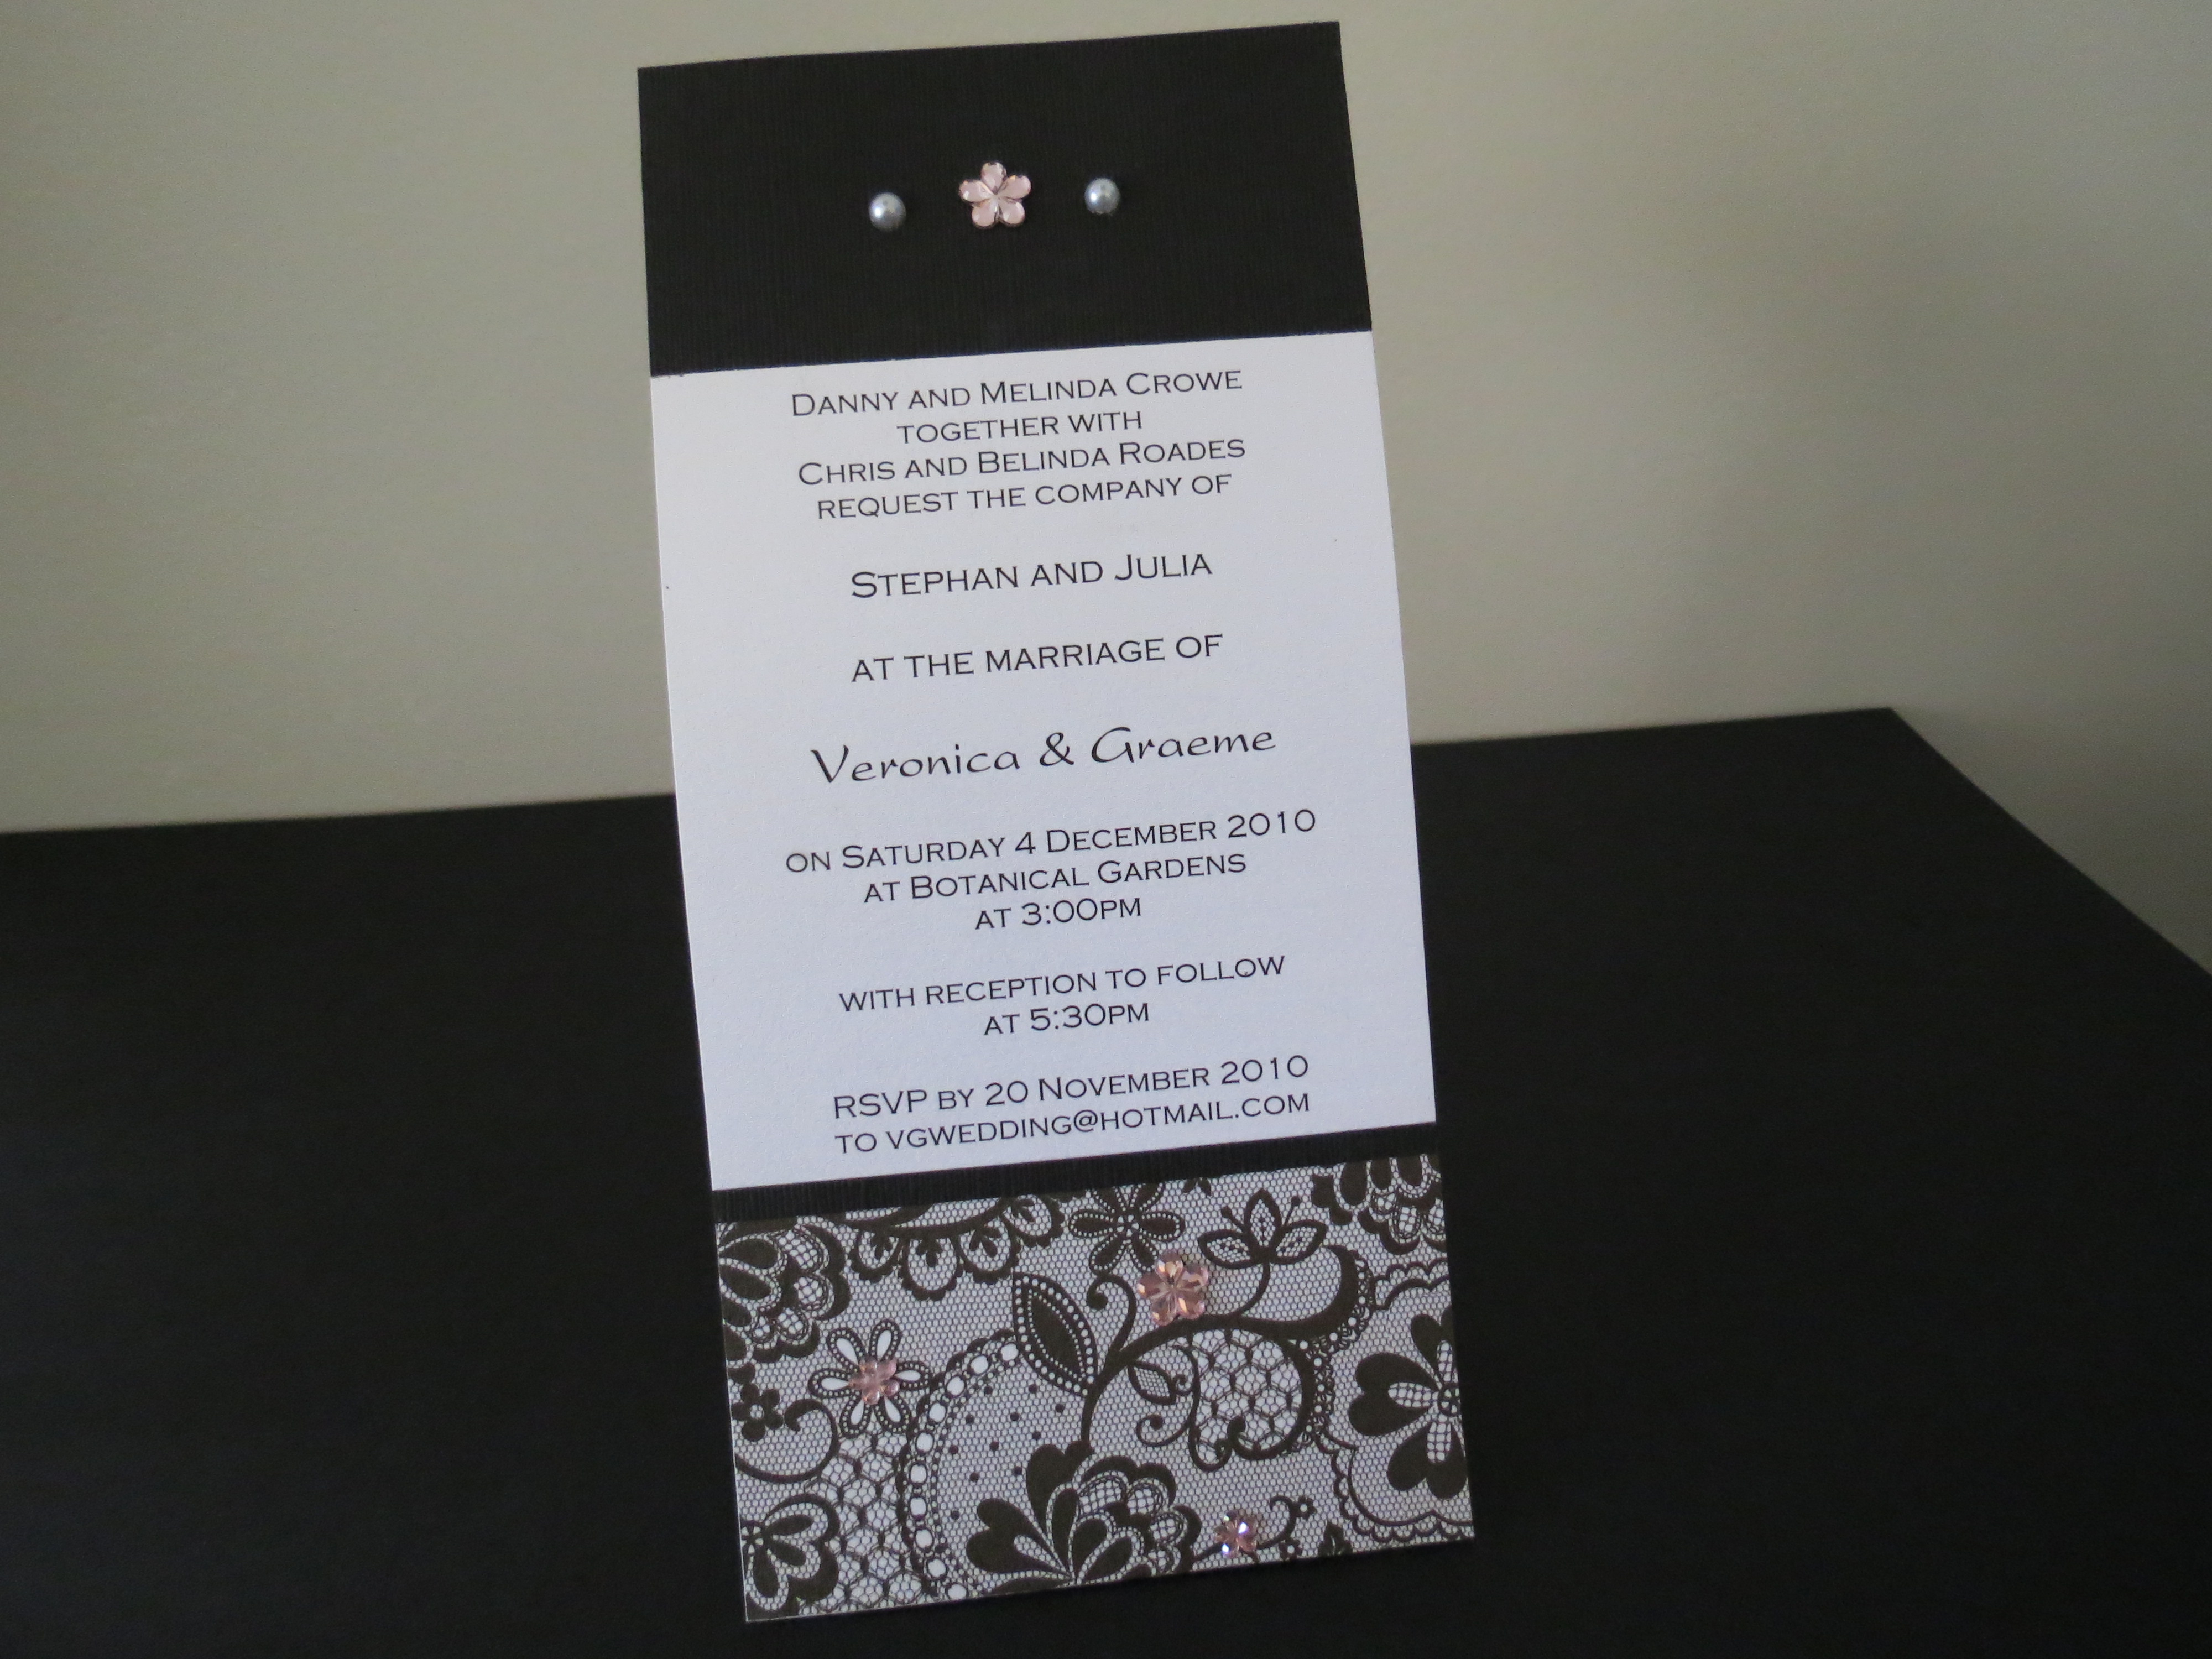 Danny and Melinda Crowe
together with
Chris and Belinda Roades
request the company of
Stephan and Julia
at the marriage of
Veronica & Graeme
on Saturday 4 December 2010
at Botanical Gardens
at 3:00pm
with reception to follow
at 5:30pm
RSVP by 20 November 2010
to vgwedding@hotmail.com